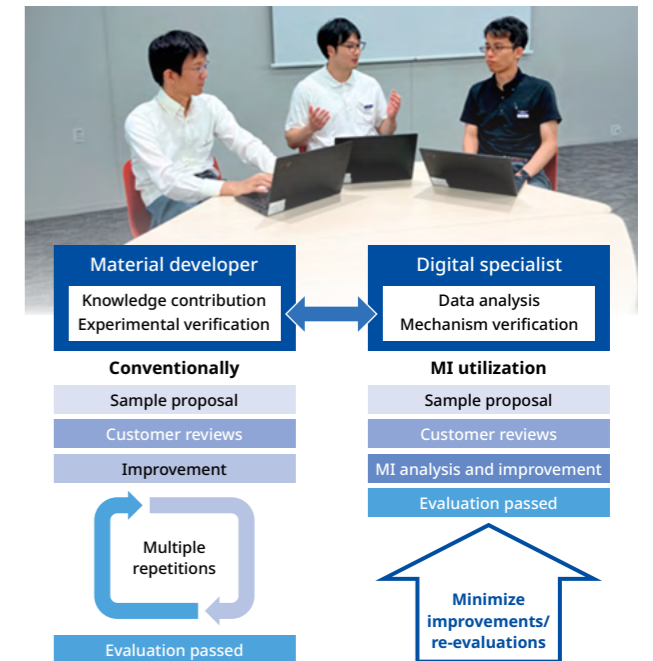 Material developer
Knowledge contribution
Experimental verification
Digital specialist
Data analysis
Mechanism verification
Conventionally
Sample proposal
Customer reviews
Improvement
Multiple
repetitions
Evaluation passed
MI utilization
Sample proposal
Customer reviews
MI analysis and improvement
Evaluation passed
Minimize
improvements/
re-evaluations